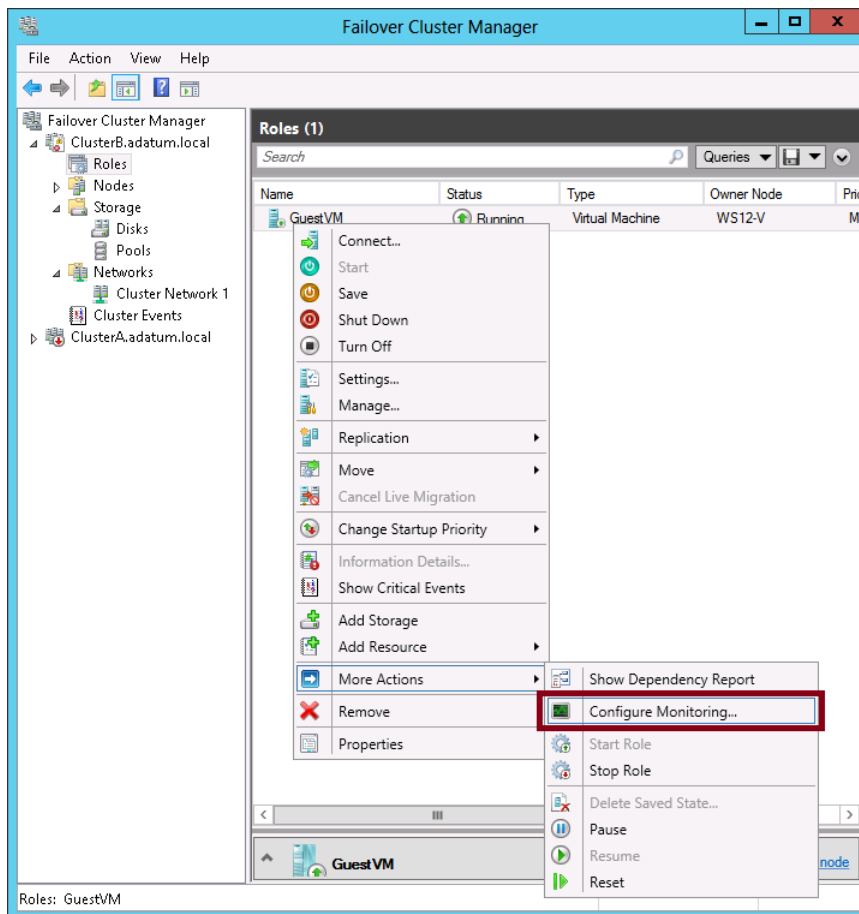 Failover Cluster Manager
File Action View Help
Failover Cluster Manager
ClusterB.adatum.local
Roles
Nodes
Storage
Disks
Pools
Networks
Cluster Network 1
Cluster Events
ClusterA.adatum.local
Roles (1)
Search Queries
Name Status Type Owner Node Pri
GuestVM Running Virtual Machine WS12-V M
Connect...
Start
Save
Shut Down
Turn Off
Settings...
Manage...
Replication
Move
Cancel Live Migration
Change Startup Priority
Information Details...
Show Critical Events
Add Storage
Add Resource
More Actions
Remove
Properties
Show Dependency Report
Configure Monitoring...
Start Role
Stop Role
Delete Saved State...
Pause
Resume
Reset
GuestVM node
Roles: GuestVM